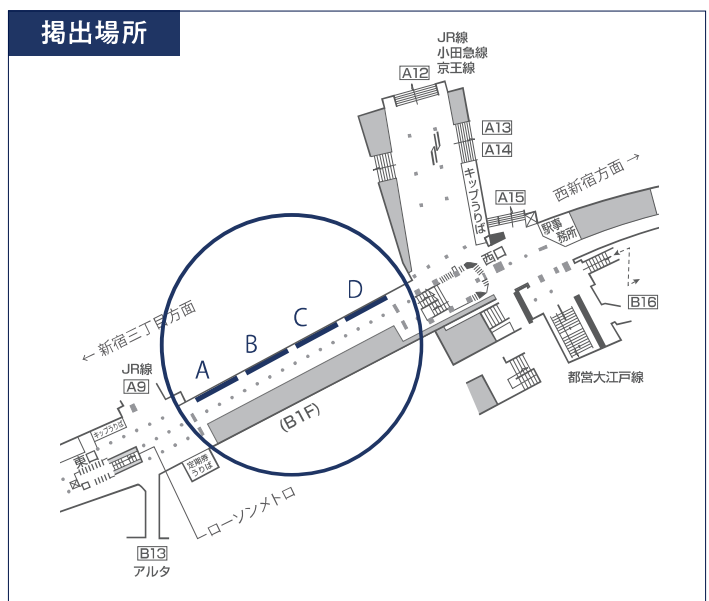 掲出場所
JR線
小田急線
京王線
A12
A13
A14
キップうりば
A15
西新宿方面 →
駅事
務所
西口
B16
都営大江戸線
← 新宿三丁目方面
A
B
C
D
JR線
A9
キップうりば
東口
定期券
うりば
(B1F)
ローソンメトロ
B13
アルタ